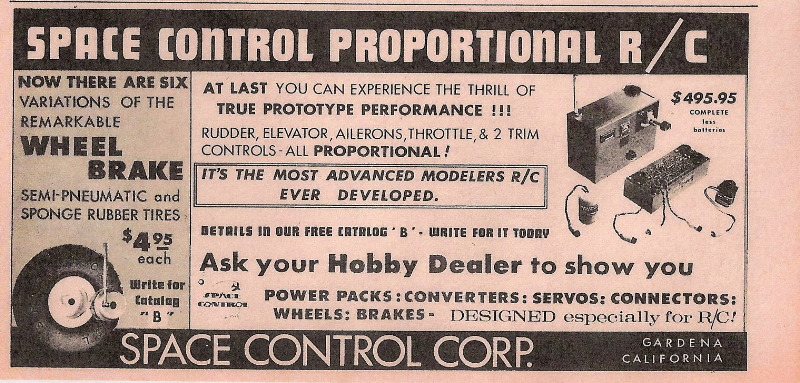 SPACE CONTROL PROPORTIONAL R/C
NOW THERE ARE SIX
VARIATIONS OF THE
REMARKABLE
WHEEL
BRAKE
SEMI-PNEUMATIC and
SPONGE RUBBER TIRES
$4.95
each
Write for
Catalog
"B"
AT LAST YOU CAN EXPERIENCE THE THRILL OF
TRUE PROTOTYPE PERFORMANCE !!!
RUDDER, ELEVATOR, AILERONS, THROTTLE, & 2 TRIM
CONTROLS - ALL PROPORTIONAL!
IT'S THE MOST ADVANCED MODELERS R/C
EVER DEVELOPED.
$495.95
COMPLETE
less
batteries
DETAILS IN OUR FREE CATALOG 'B' - WRITE FOR IT TODAY
Ask your Hobby Dealer to show you
SPACE
CONTROL
POWER PACKS: CONVERTERS: SERVOS: CONNECTORS:
WHEELS: BRAKES - DESIGNED especially for R/C!
SPACE CONTROL CORP.
GARDENA
CALIFORNIA